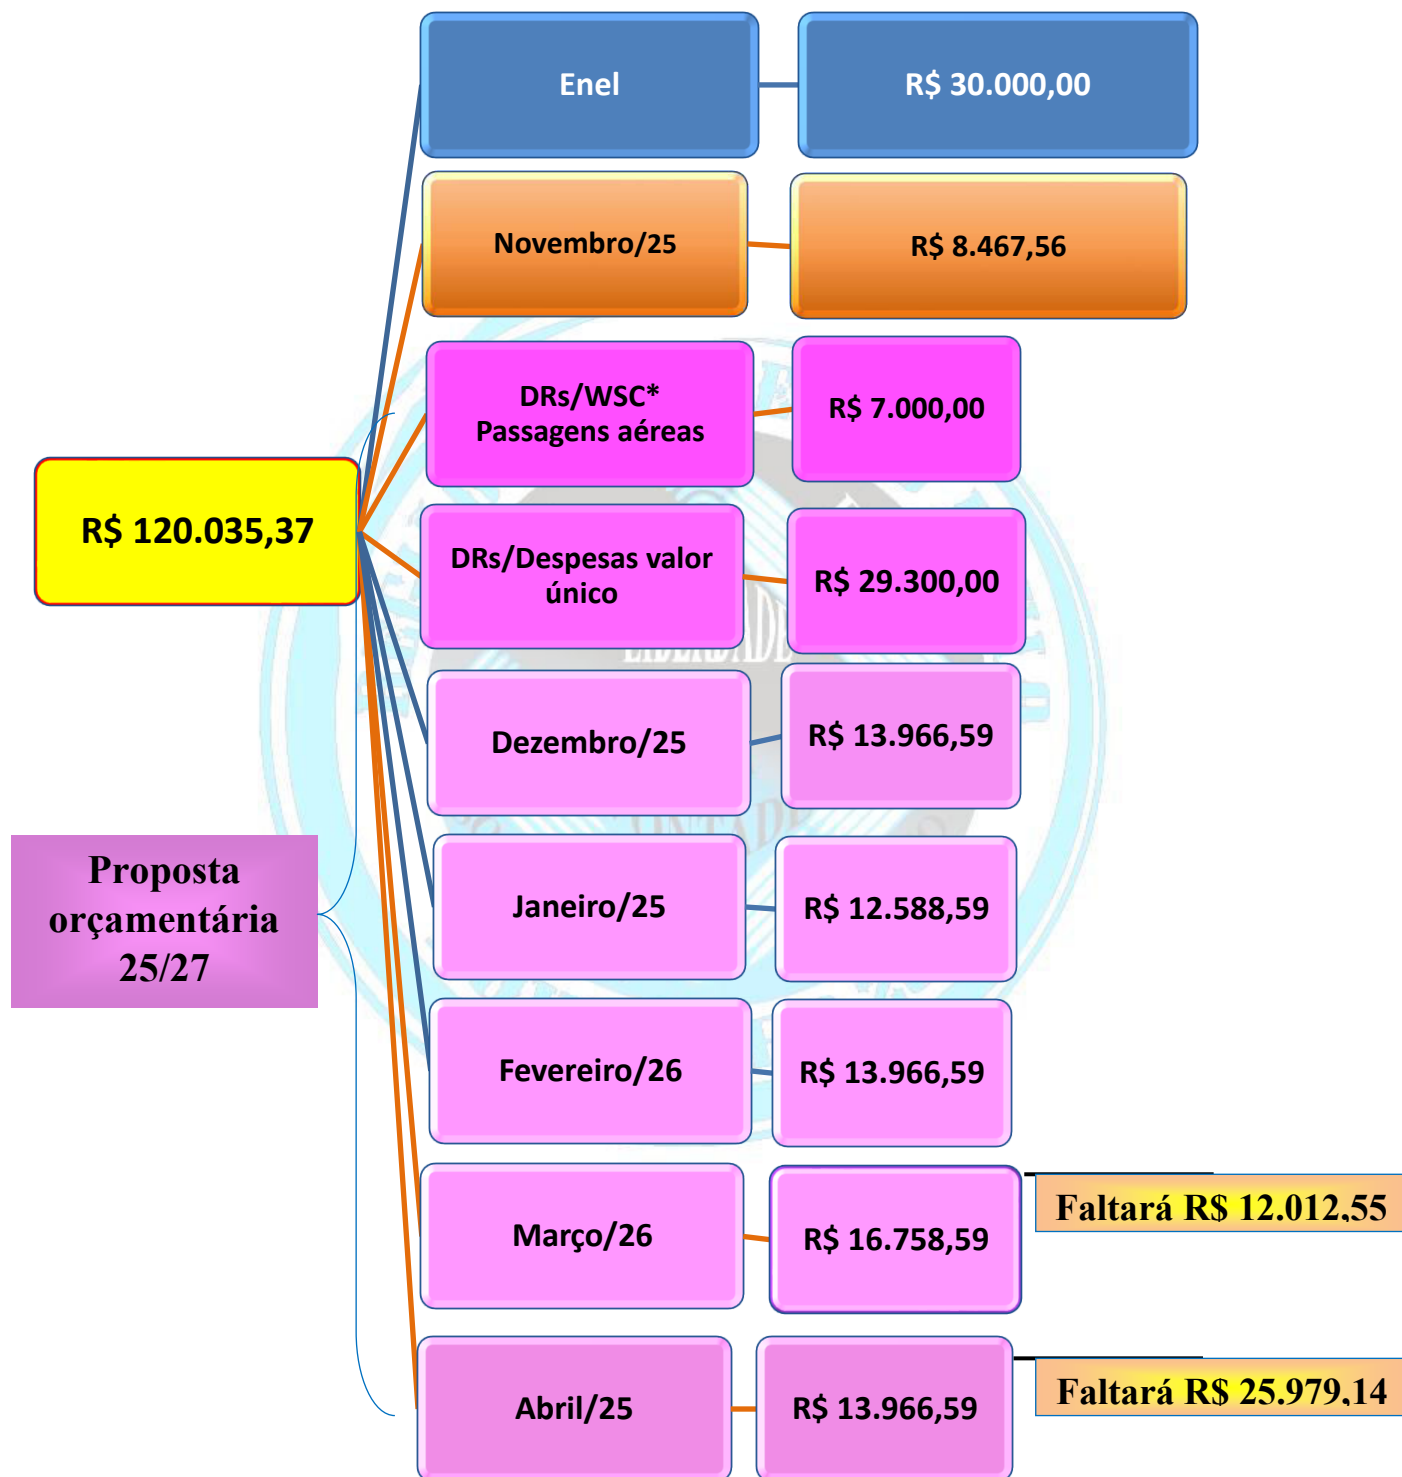 Enel
R$ 30.000,00
Novembro/25
R$ 8.467,56
DRs/WSC*
Passagens aéreas
R$ 7.000,00
R$ 120.035,37
DRs/Despesas valor
único
R$ 29.300,00
LIBERDADE
Dezembro/25
R$ 13.966,59
Proposta
orçamentária
25/27
Janeiro/25
R$ 12.588,59
Fevereiro/26
R$ 13.966,59
Março/26
R$ 16.758,59
Faltará R$ 12.012,55
Abril/25
R$ 13.966,59
Faltará R$ 25.979,14